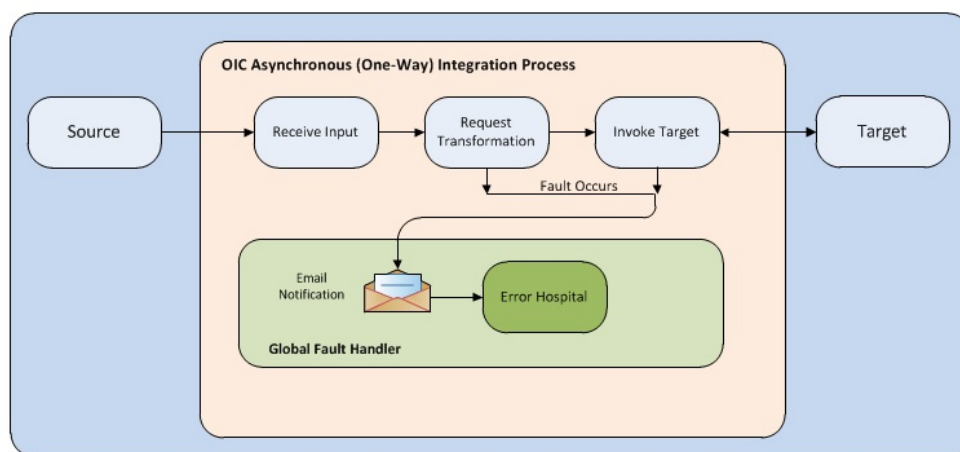 OIC Asynchronous (One-Way) Integration Process
Source
Receive Input
Request
Transformation
Invoke Target
Target
Fault Occurs
Email
Notification
Error Hospital
Global Fault Handler